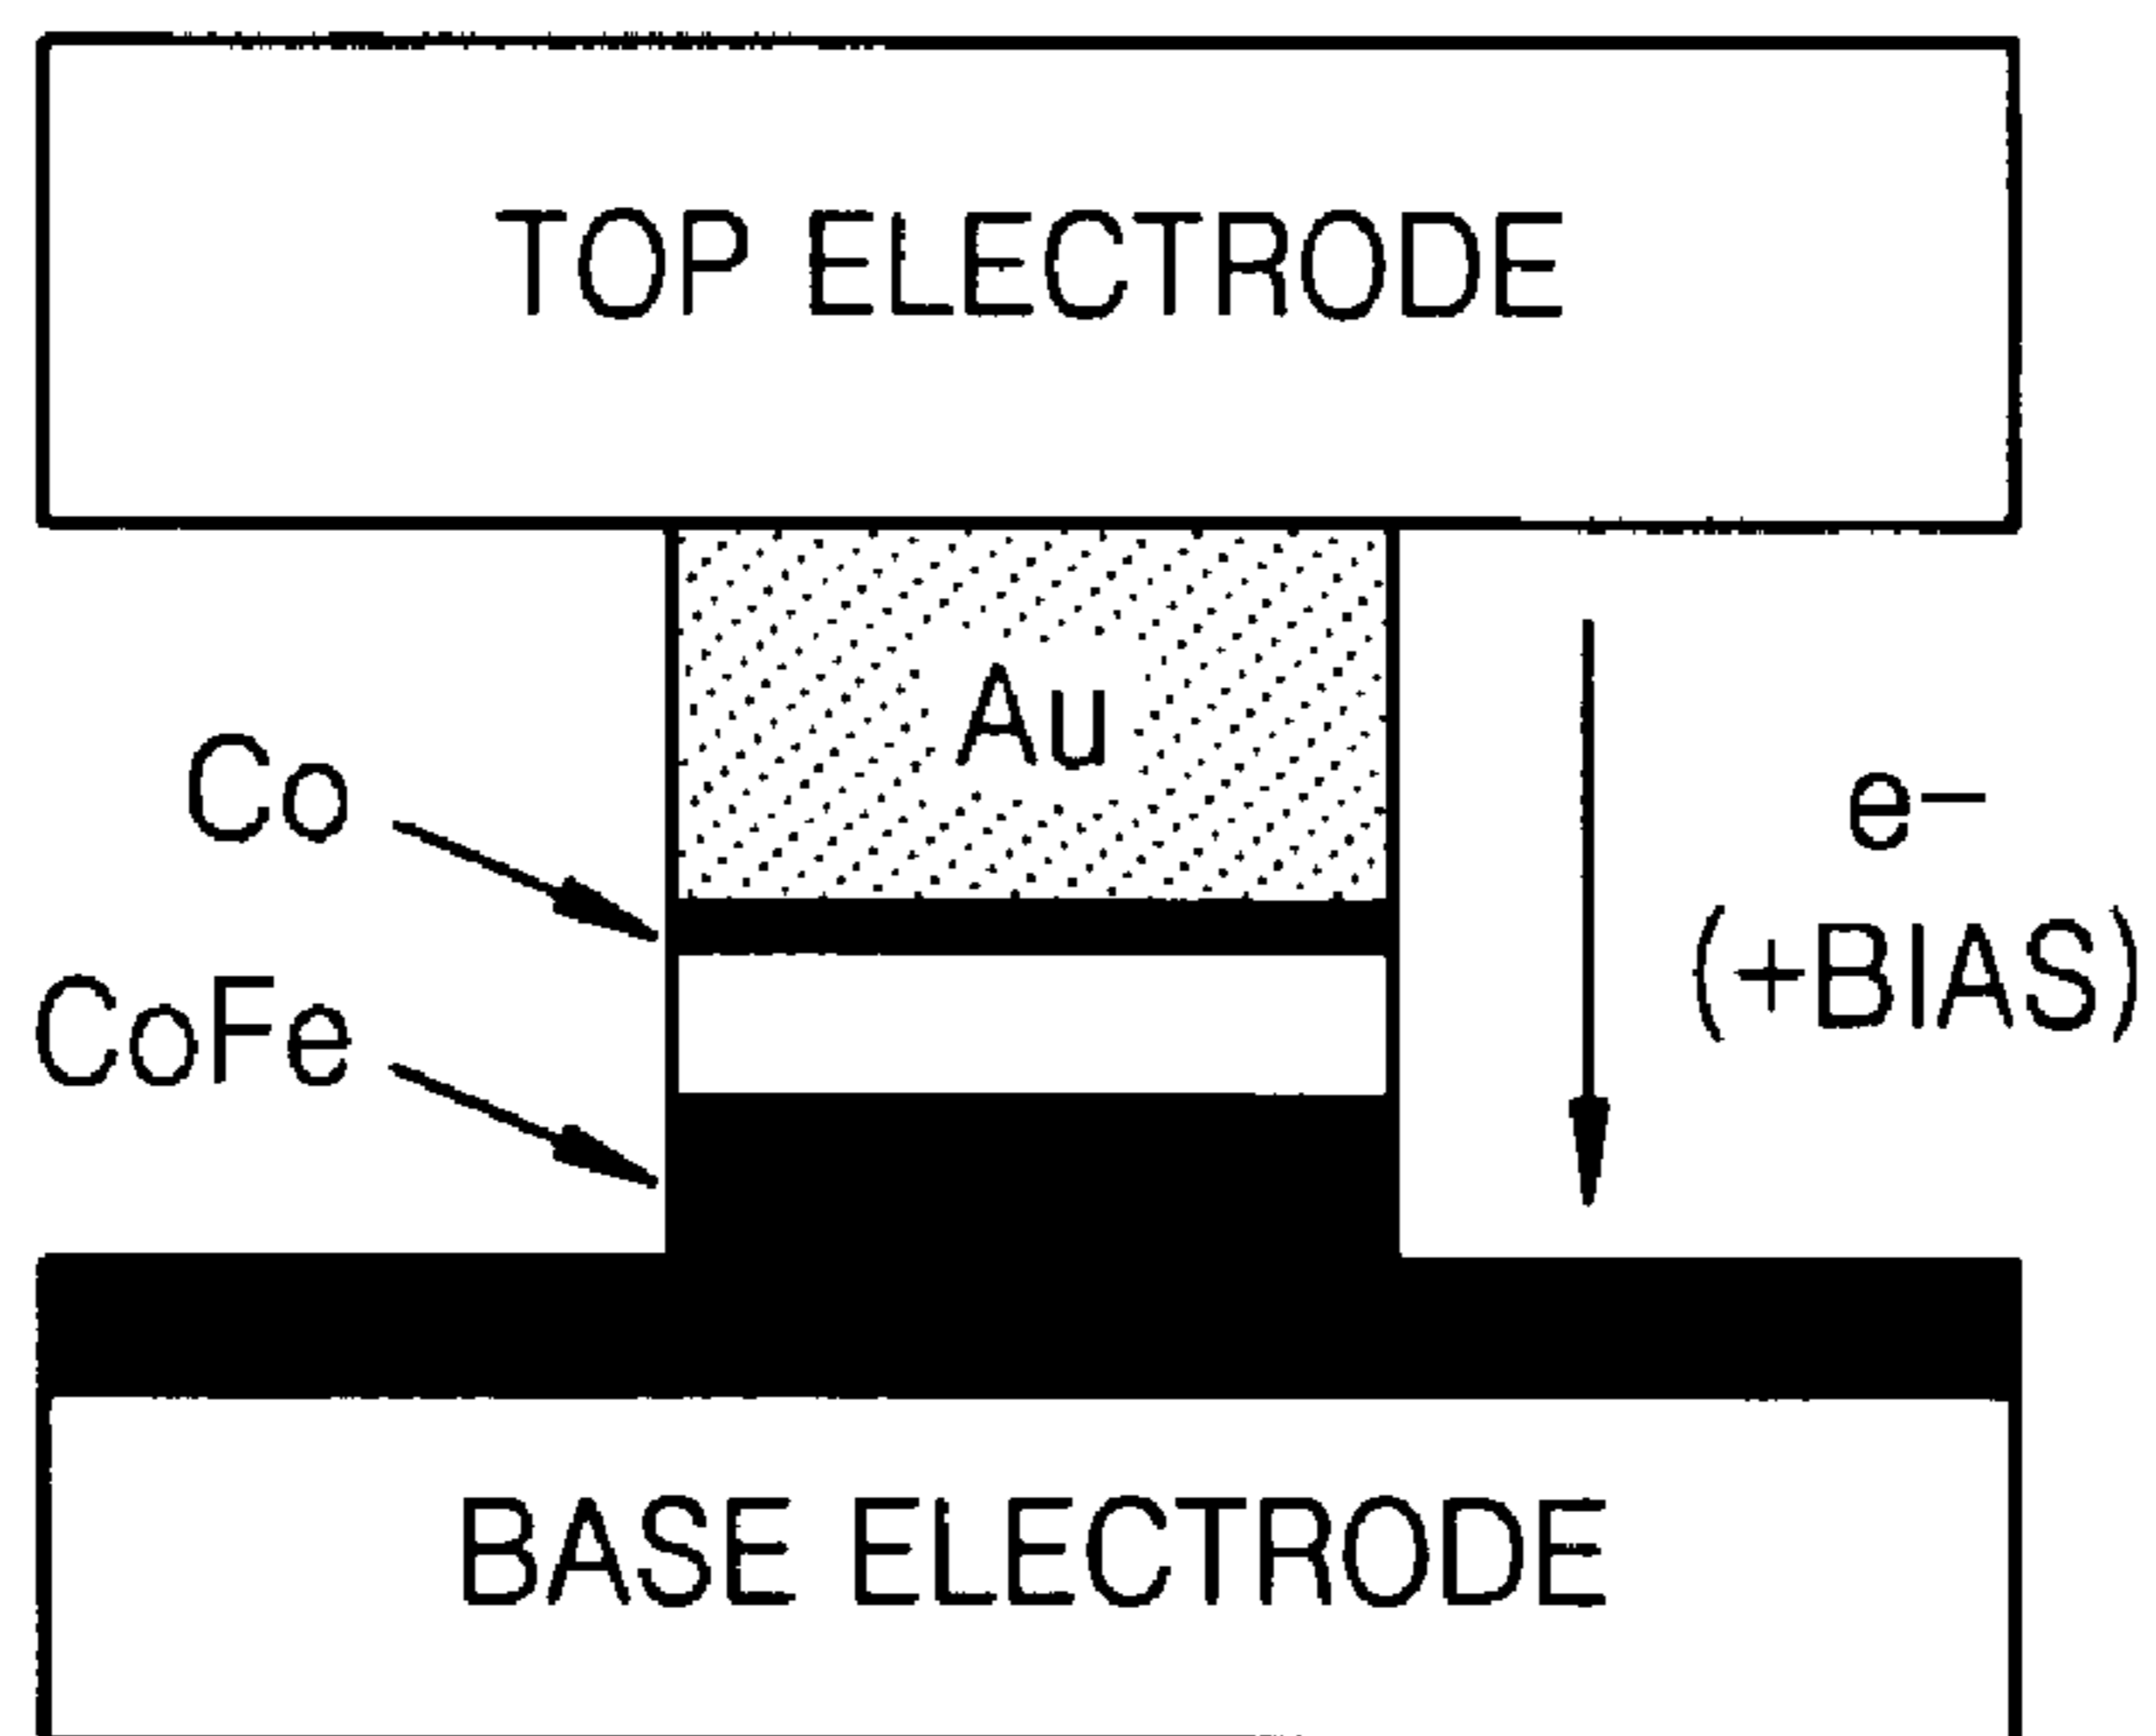 TOP ELECTRODE
Au
Co
e–
(+BIAS)
CoFe
BASE ELECTRODE